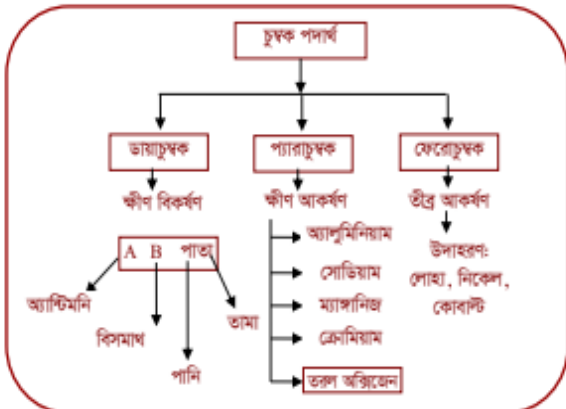 চুম্বক পদার্থ
ডায়াচুম্বক
প্যারাচুম্বক
ফেরোচুম্বক
ক্ষীণ বিকর্ষণ
ক্ষীণ আকর্ষণ
তীব্র আকর্ষণ
A B পাতা
অ্যান্টিমনি
বিসমাথ
পানি
তামা
অ্যালুমিনিয়াম
সোডিয়াম
ম্যাঙ্গানিজ
ক্রোমিয়াম
তরল অক্সিজেন
উদাহরণ:
লোহা, নিকেল,
কোবাল্ট